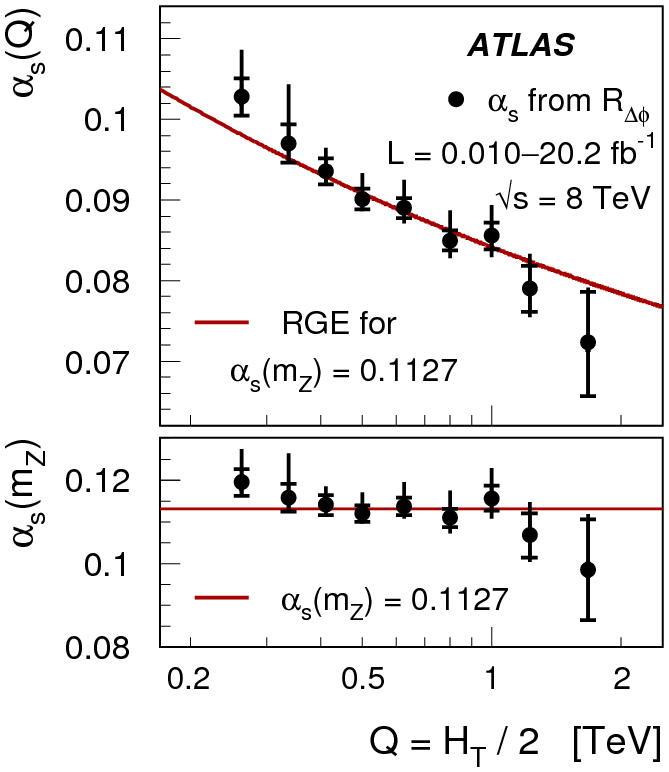 α_s(Q)
0.11
0.1
0.09
0.08
0.07
ATLAS
α_s from R_Δϕ
L = 0.010–20.2 fb^-1
√s = 8 TeV
RGE for
α_s(m_Z) = 0.1127
α_s(m_Z)
0.12
0.1
0.08
α_s(m_Z) = 0.1127
0.2 0.5 1 2
Q = H_T / 2 [TeV]